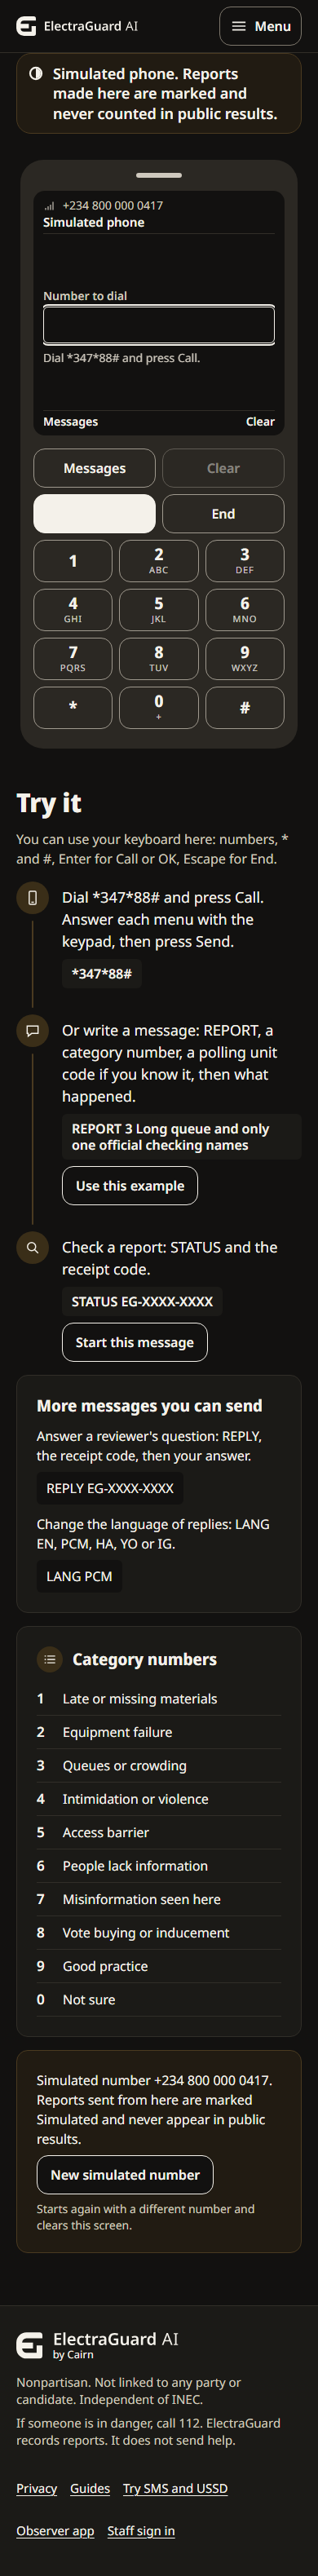 ElectraGuard AI
Menu
Simulated phone. Reports
made here are marked and
never counted in public results.
+234 800 000 0417
Simulated phone
Number to dial
Dial *347*88# and press Call.
Messages Clear
Messages Clear
End
1 2 3
ABC DEF
4 5 6
GHI JKL MNO
7 8 9
PQRS TUV WXYZ
* 0 #
+
Try it
You can use your keyboard here: numbers, *
and #, Enter for Call or OK, Escape for End.
Dial *347*88# and press Call.
Answer each menu with the
keypad, then press Send.
*347*88#
Or write a message: REPORT, a
category number, a polling unit
code if you know it, then what
happened.
REPORT 3 Long queue and only
one official checking names
Use this example
Check a report: STATUS and the
receipt code.
STATUS EG-XXXX-XXXX
Start this message
More messages you can send
Answer a reviewer's question: REPLY,
the receipt code, then your answer.
REPLY EG-XXXX-XXXX
Change the language of replies: LANG
EN, PCM, HA, YO or IG.
LANG PCM
Category numbers
1 Late or missing materials
2 Equipment failure
3 Queues or crowding
4 Intimidation or violence
5 Access barrier
6 People lack information
7 Misinformation seen here
8 Vote buying or inducement
9 Good practice
0 Not sure
Simulated number +234 800 000 0417.
Reports sent from here are marked
Simulated and never appear in public
results.
New simulated number
Starts again with a different number and
clears this screen.
ElectraGuard AI
by Cairn
Nonpartisan. Not linked to any party or
candidate. Independent of INEC.
If someone is in danger, call 112. ElectraGuard
records reports. It does not send help.
Privacy Guides Try SMS and USSD
Observer app Staff sign in